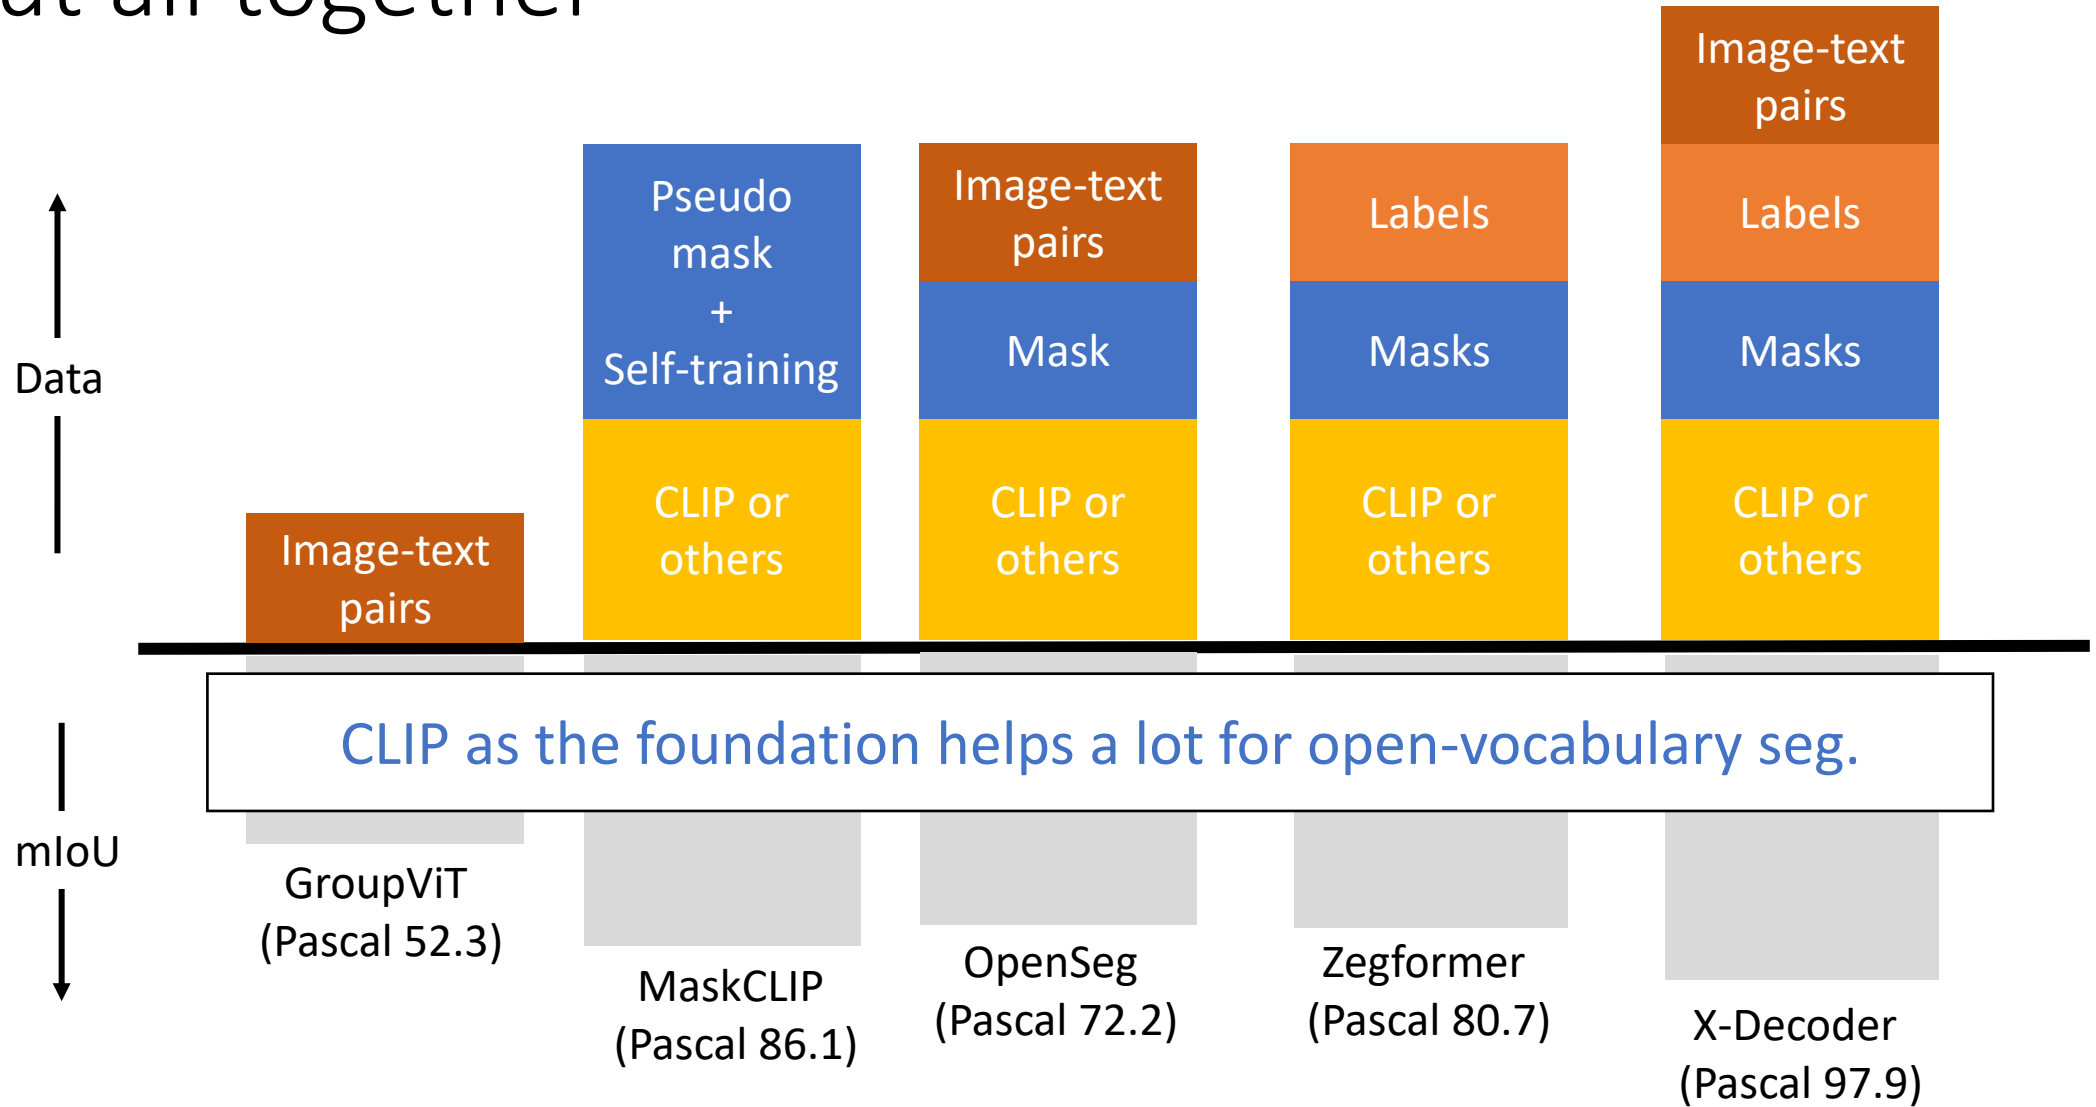 all together
Image-text
pairs
Pseudo
mask
+
Self-training
Image-text
pairs
Labels
Labels
Data
Mask
Masks
Masks
CLIP or
others
CLIP or
others
CLIP or
others
CLIP or
others
Image-text
pairs
CLIP as the foundation helps a lot for open-vocabulary seg.
mIoU
GroupViT
(Pascal 52.3)
MaskCLIP
(Pascal 86.1)
OpenSeg
(Pascal 72.2)
Zegformer
(Pascal 80.7)
X-Decoder
(Pascal 97.9)